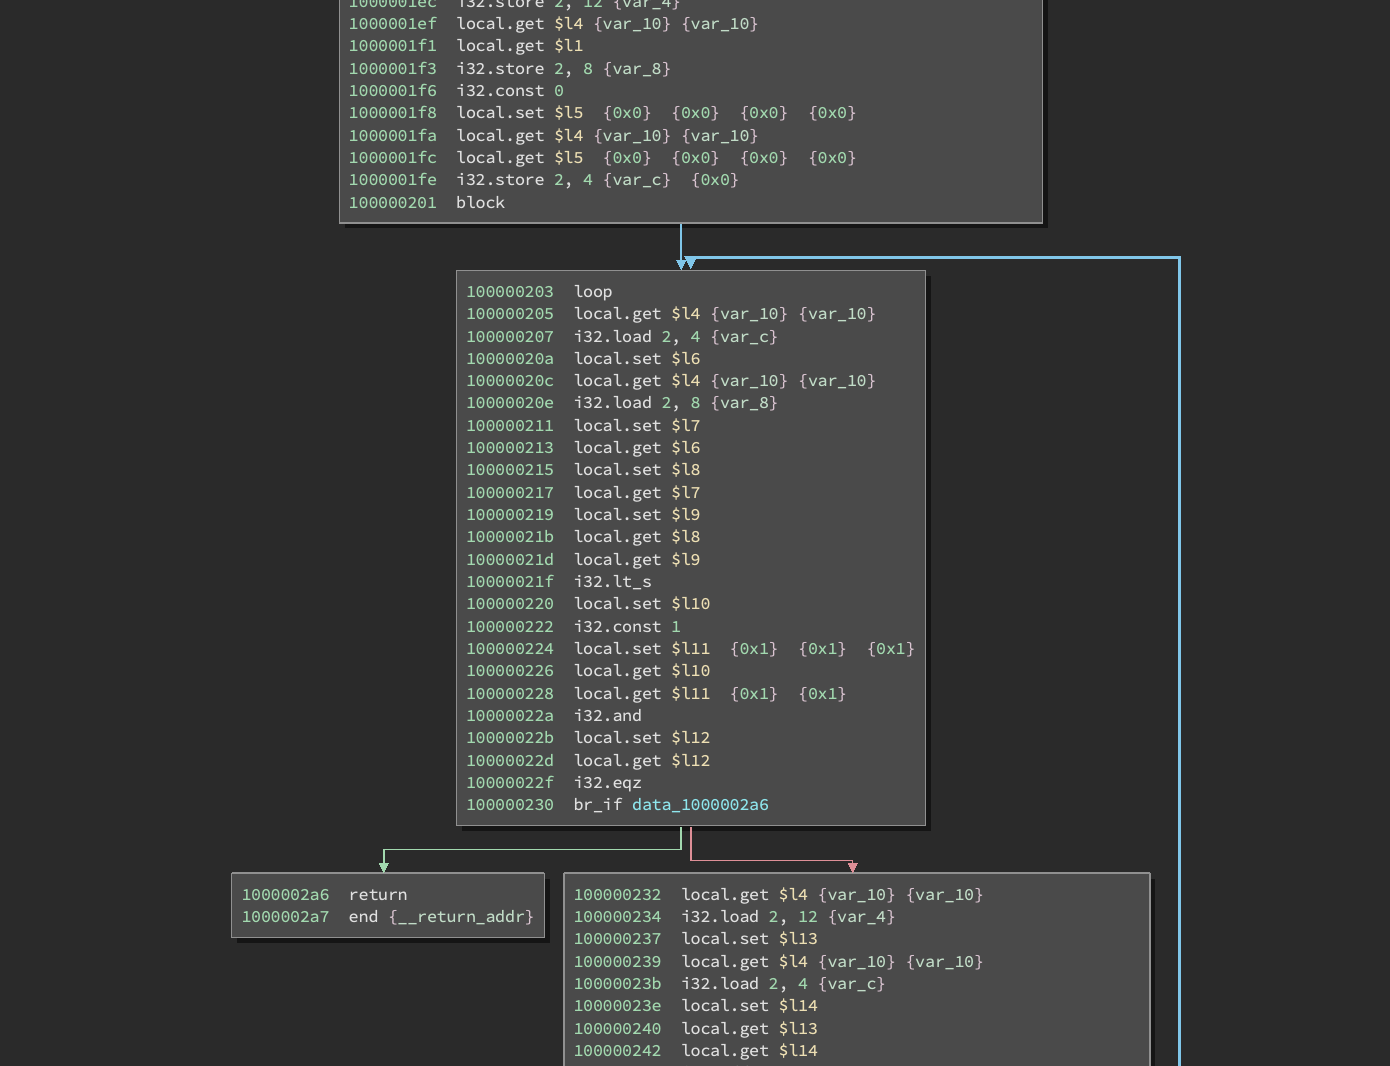 1000001ec i32.store 2, 12 {var_4}
1000001ef local.get $l4 {var_10} {var_10}
1000001f1 local.get $l1
1000001f3 i32.store 2, 8 {var_8}
1000001f6 i32.const 0
1000001f8 local.set $l5 {0x0} {0x0} {0x0} {0x0}
1000001fa local.get $l4 {var_10} {var_10}
1000001fc local.get $l5 {0x0} {0x0} {0x0} {0x0}
1000001fe i32.store 2, 4 {var_c} {0x0}
100000201 block
100000203 loop
100000205 local.get $l4 {var_10} {var_10}
100000207 i32.load 2, 4 {var_c}
10000020a local.set $l6
10000020c local.get $l4 {var_10} {var_10}
10000020e i32.load 2, 8 {var_8}
100000211 local.set $l7
100000213 local.get $l6
100000215 local.set $l8
100000217 local.get $l7
100000219 local.set $l9
10000021b local.get $l8
10000021d local.get $l9
10000021f i32.lt_s
100000220 local.set $l10
100000222 i32.const 1
100000224 local.set $l11 {0x1} {0x1} {0x1}
100000226 local.get $l10
100000228 local.get $l11 {0x1} {0x1}
10000022a i32.and
10000022b local.set $l12
10000022d local.get $l12
10000022f i32.eqz
100000230 br_if data_1000002a6
1000002a6 return
1000002a7 end {__return_addr}
100000232 local.get $l4 {var_10} {var_10}
100000234 i32.load 2, 12 {var_4}
100000237 local.set $l13
100000239 local.get $l4 {var_10} {var_10}
10000023b i32.load 2, 4 {var_c}
10000023e local.set $l14
100000240 local.get $l13
100000242 local.get $l14